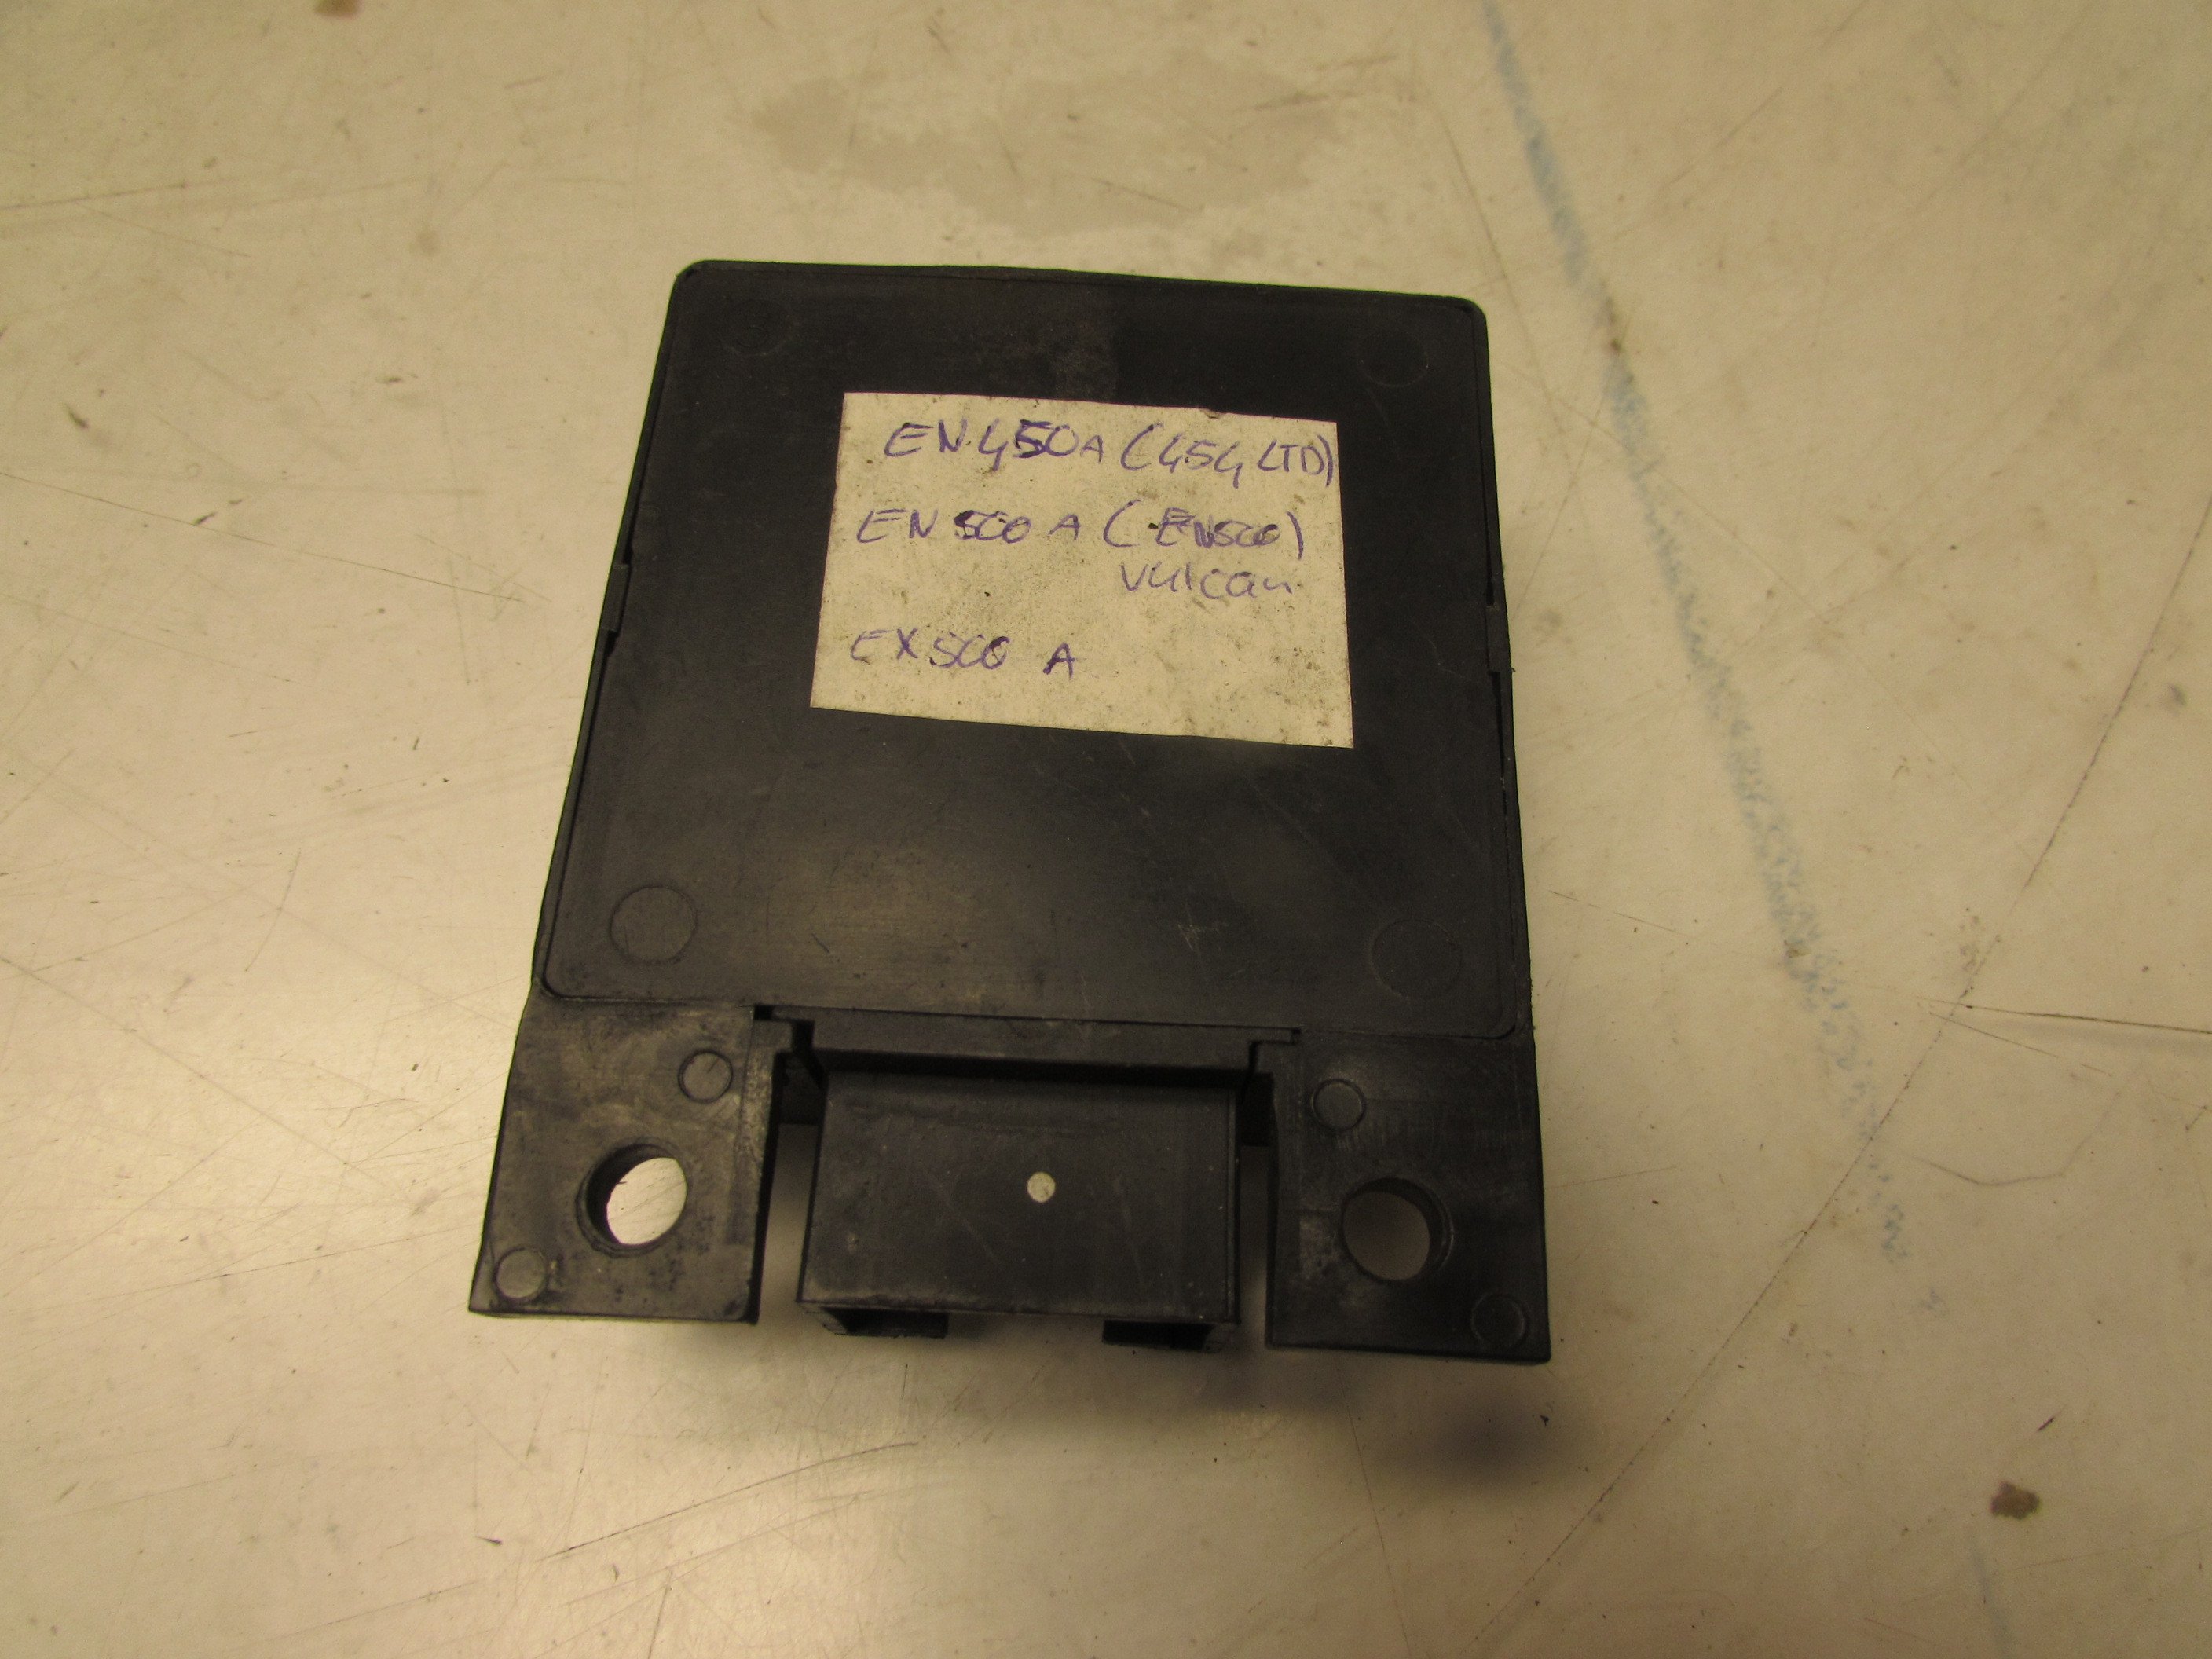 EN450A (454 LTD)
EN500 A (EN500)
Vulcan
EX500 A